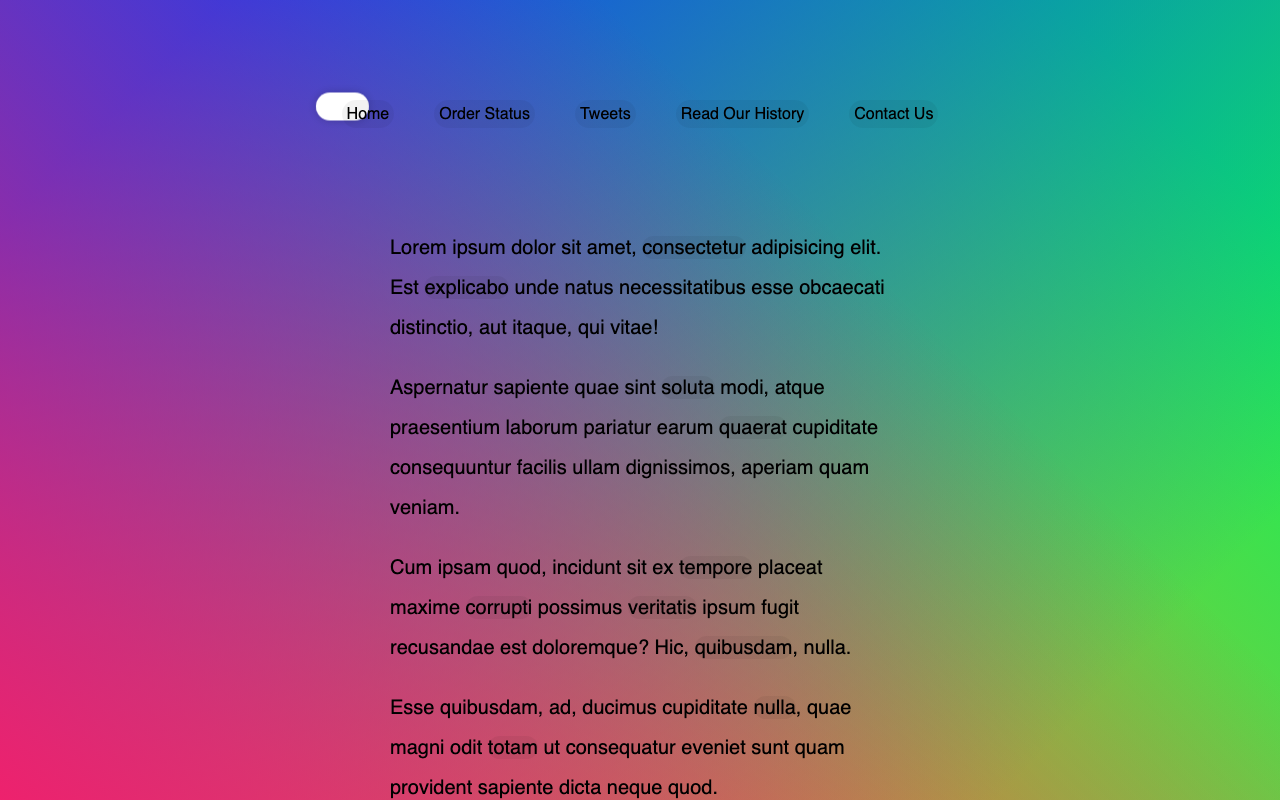 Home Order Status Tweets Read Our History Contact Us
Lorem ipsum dolor sit amet, consectetur adipisicing elit.
Est explicabo unde natus necessitatibus esse obcaecati
distinctio, aut itaque, qui vitae!
Aspernatur sapiente quae sint soluta modi, atque
praesentium laborum pariatur earum quaerat cupiditate
consequuntur facilis ullam dignissimos, aperiam quam
veniam.
Cum ipsam quod, incidunt sit ex tempore placeat
maxime corrupti possimus veritatis ipsum fugit
recusandae est doloremque? Hic, quibusdam, nulla.
Esse quibusdam, ad, ducimus cupiditate nulla, quae
magni odit totam ut consequatur eveniet sunt quam
provident sapiente dicta neque quod.